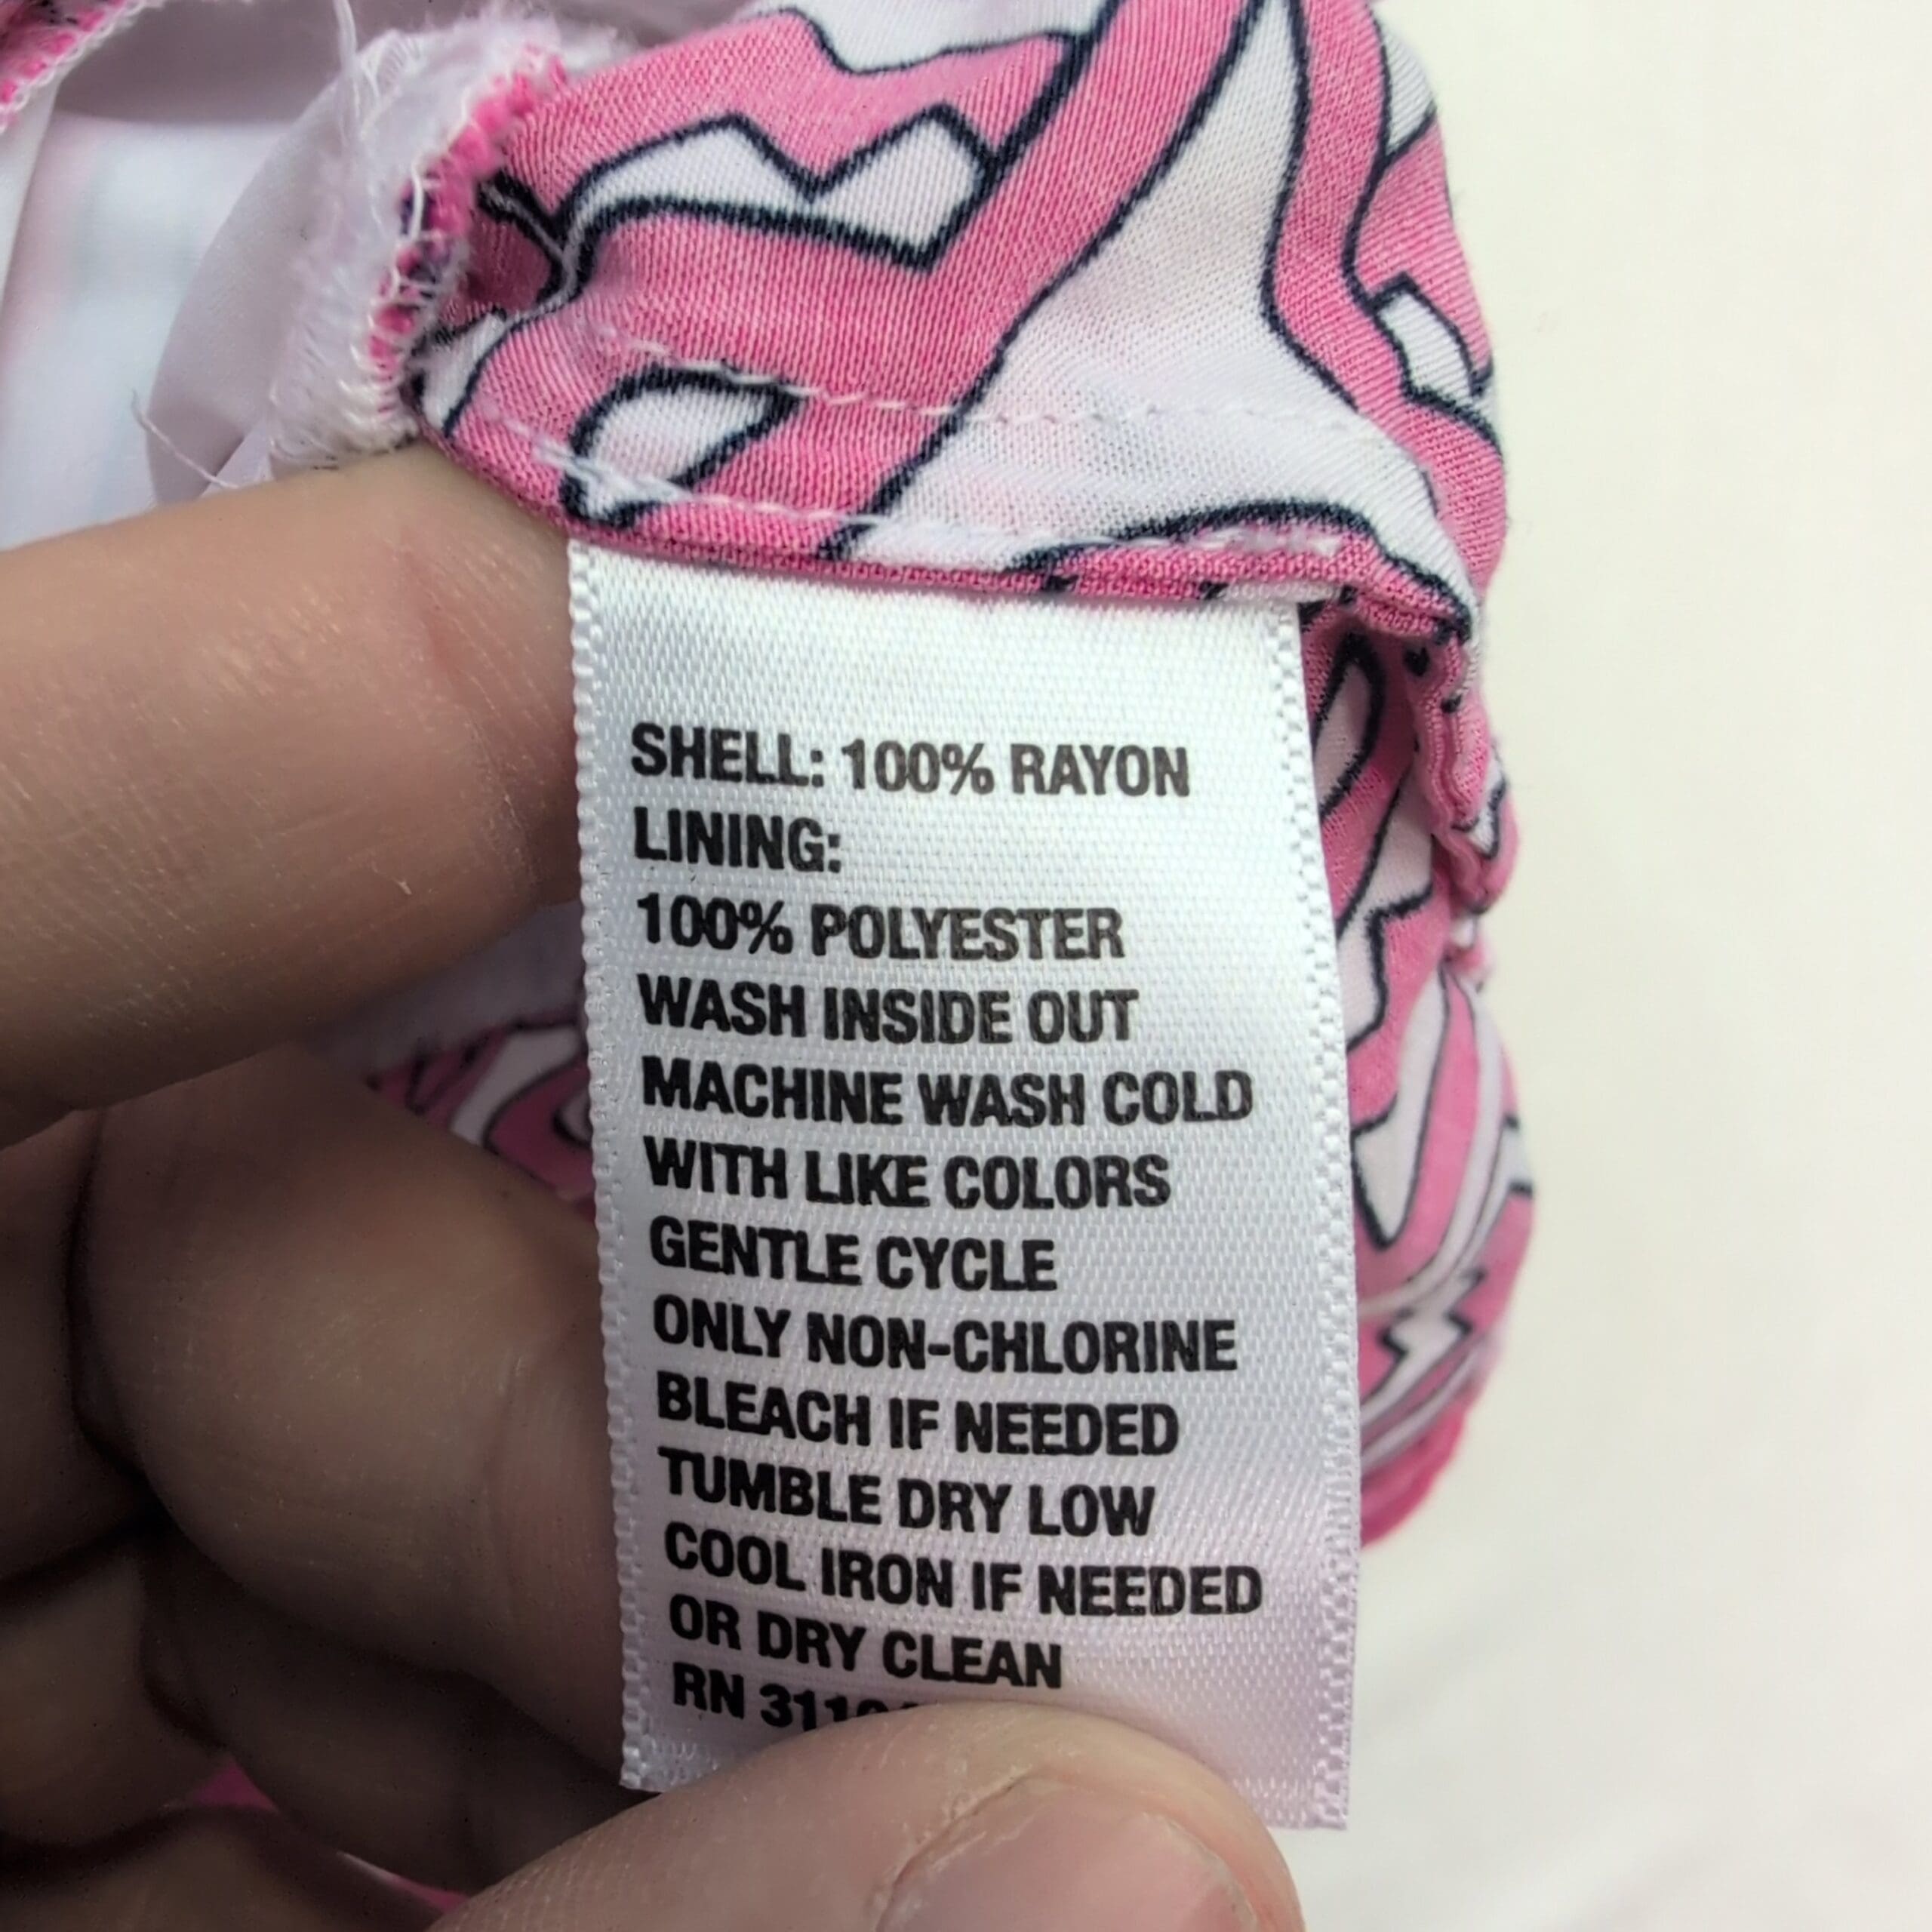 SHELL: 100% RAYON
LINING:
100% POLYESTER
WASH INSIDE OUT
MACHINE WASH COLD
WITH LIKE COLORS
GENTLE CYCLE
ONLY NON-CHLORINE
BLEACH IF NEEDED
TUMBLE DRY LOW
COOL IRON IF NEEDED
OR DRY CLEAN
RN